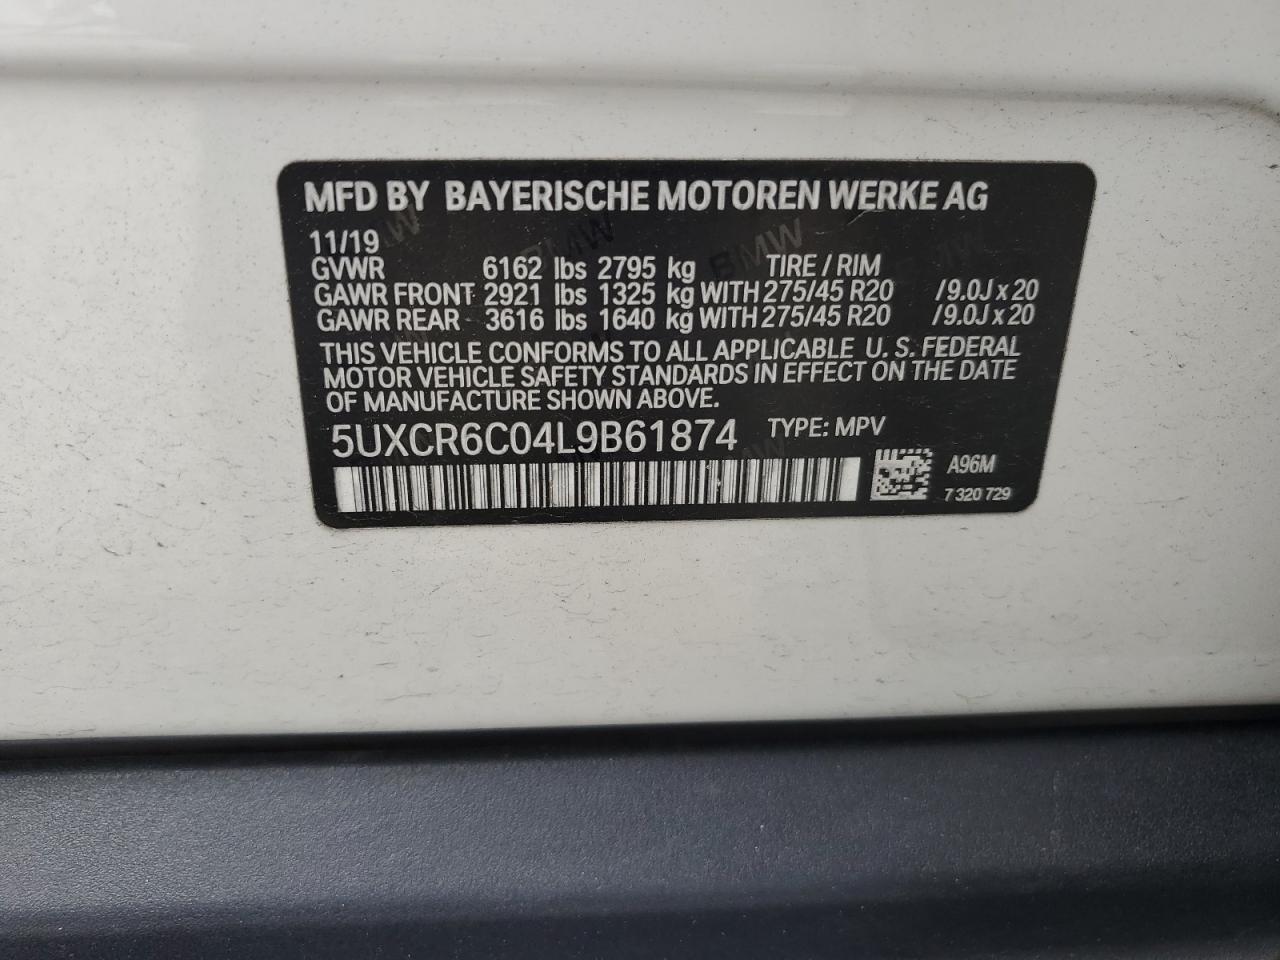 MFD BY BAYERISCHE MOTOREN WERKE AG
11/19
GVWR 6162 lbs 2795 kg TIRE / RIM
GAWR FRONT 2921 lbs 1325 kg WITH 275/45 R20 /9.0J x 20
GAWR REAR 3616 lbs 1640 kg WITH 275/45 R20 /9.0J x 20
THIS VEHICLE CONFORMS TO ALL APPLICABLE U. S. FEDERAL
MOTOR VEHICLE SAFETY STANDARDS IN EFFECT ON THE DATE
OF MANUFACTURE SHOWN ABOVE.
5UXCR6C04L9B61874 TYPE: MPV
A96M
7 320 729